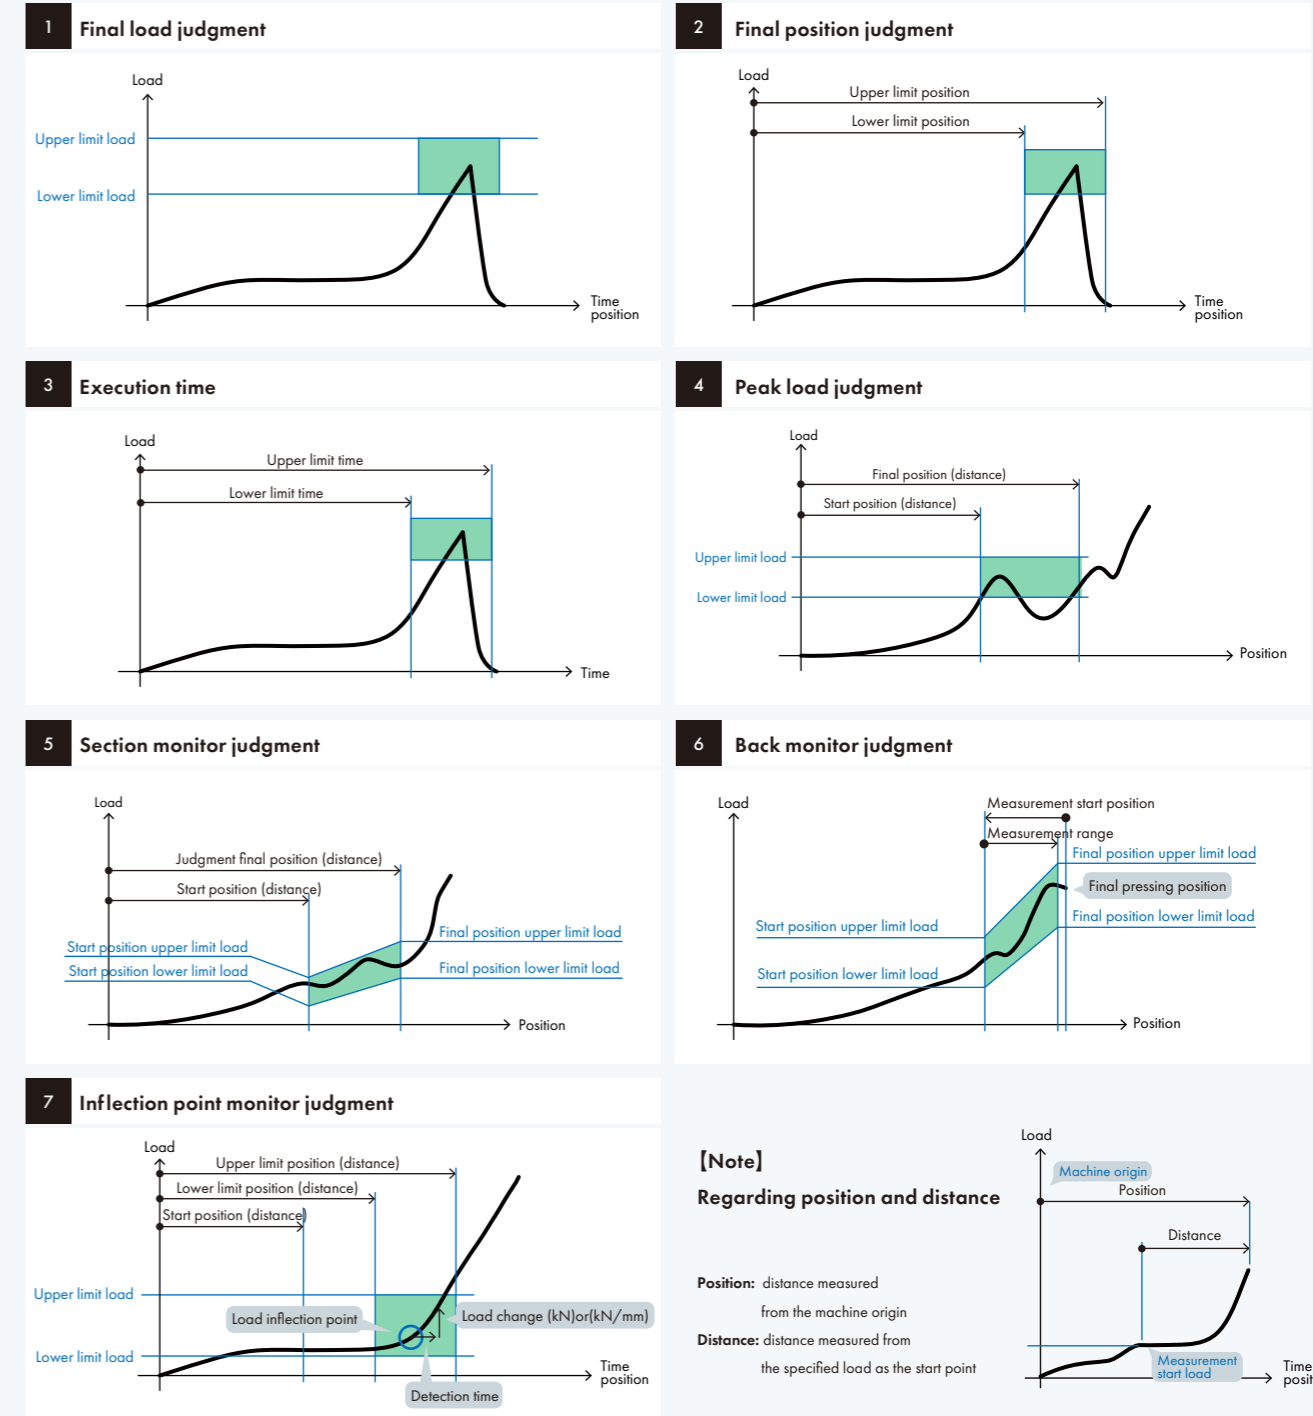 1 Final load judgment
Load
Upper limit load
Lower limit load
Time
position
2 Final position judgment
Load
Upper limit position
Lower limit position
Time
position
3 Execution time
Load
Upper limit time
Lower limit time
Time
4 Peak load judgment
Load
Final position (distance)
Start position (distance)
Upper limit load
Lower limit load
Position
5 Section monitor judgment
Load
Judgment final position (distance)
Start position (distance)
Start position upper limit load
Final position upper limit load
Start position lower limit load
Final position lower limit load
Position
6 Back monitor judgment
Load
Measurement start position
Measurement range
Final position upper limit load
Final pressing position
Final position lower limit load
Start position upper limit load
Start position lower limit load
Position
7 Inflection point monitor judgment
Load
Upper limit position (distance)
Lower limit position (distance)
Start position (distance)
Upper limit load
Load inflection point
Load change (kN)or(kN/mm)
Lower limit load
Detection time
Time
position
【Note】
Regarding position and distance
Position: distance measured
from the machine origin
Distance: distance measured from
the specified load as the start point
Load
Machine origin
Position
Distance
Measurement
start load
Time
posit